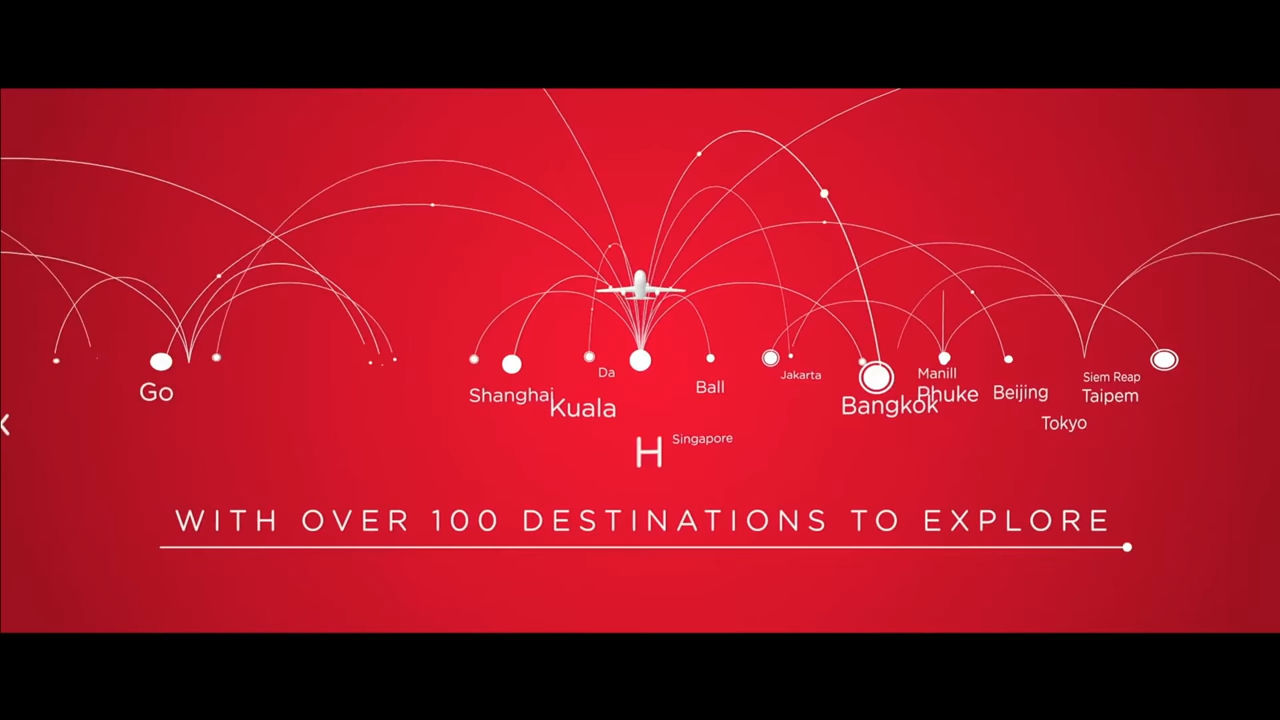 Go
Shanghai
Kuala
Da
Ball
Jakarta
Bangkok
Manill
Phuke
Beijing
Siem Reap
Taipem
Tokyo
K
H
Singapore
WITH OVER 100 DESTINATIONS TO EXPLORE